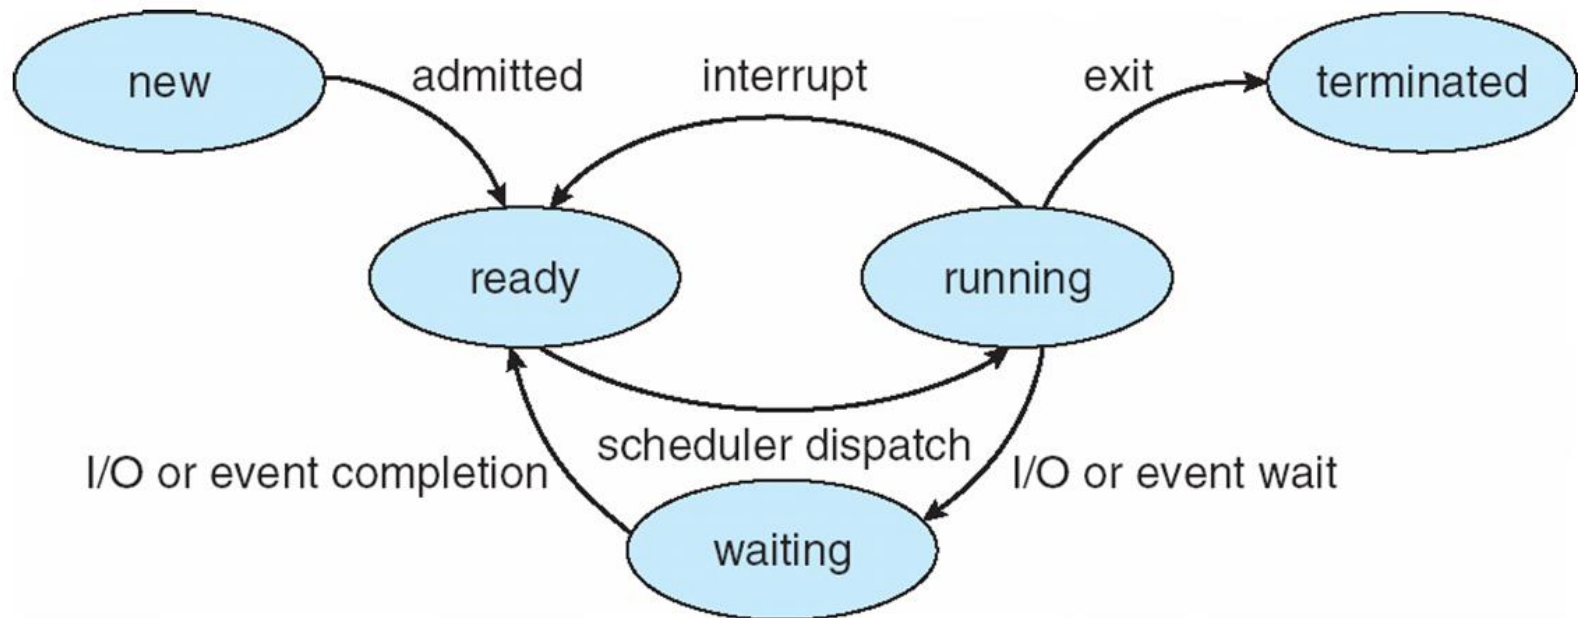 new
admitted
interrupt
exit
terminated
ready
running
scheduler dispatch
I/O or event completion
I/O or event wait
waiting